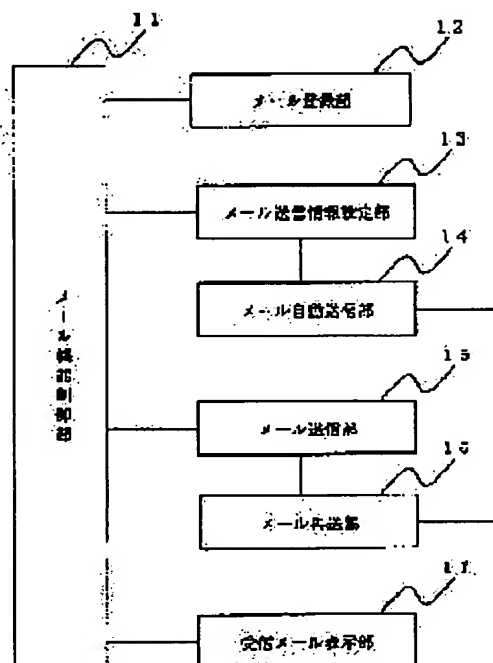 11
12
メール登録部
13
メール送信情報設定部
14
メール自動送信部
メール機能制御部
15
メール送信部
16
メール再送部
17
受信メール表示部